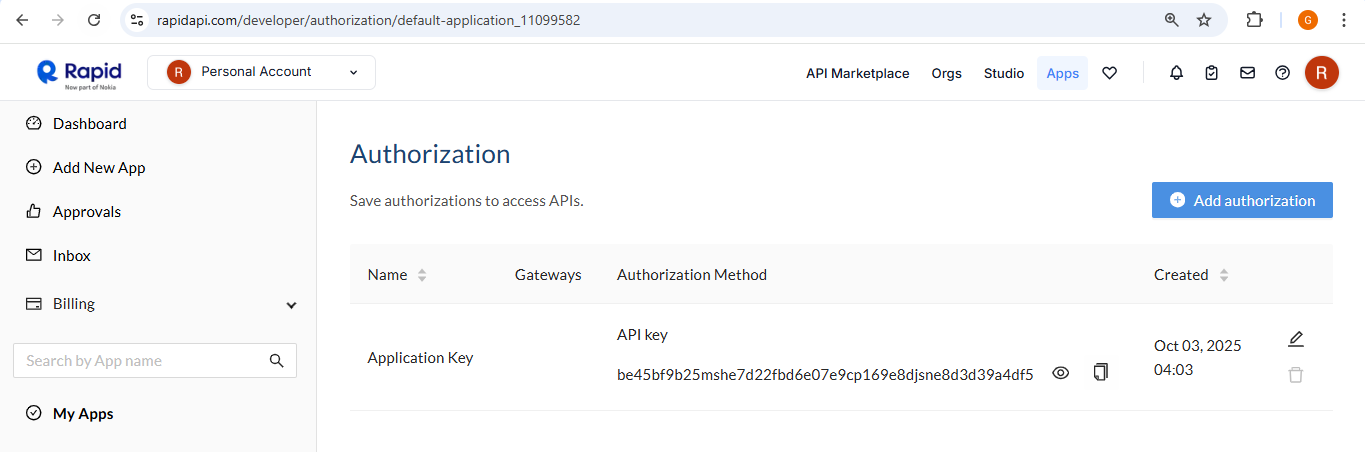 rapidapi.com/developer/authorization/default-application_11099582
G
Rapid
Now part of Nokia
R
Personal Account
API Marketplace
Orgs
Studio
Apps
R
Dashboard
Add New App
Approvals
Inbox
Billing
Search by App name
My Apps
Authorization
Save authorizations to access APIs.
Add authorization
Name
Gateways
Authorization Method
Created
Application Key
API key
be45bf9b25mshe7d22fbd6e07e9cp169e8djsne8d3d39a4df5
Oct 03, 2025
04:03